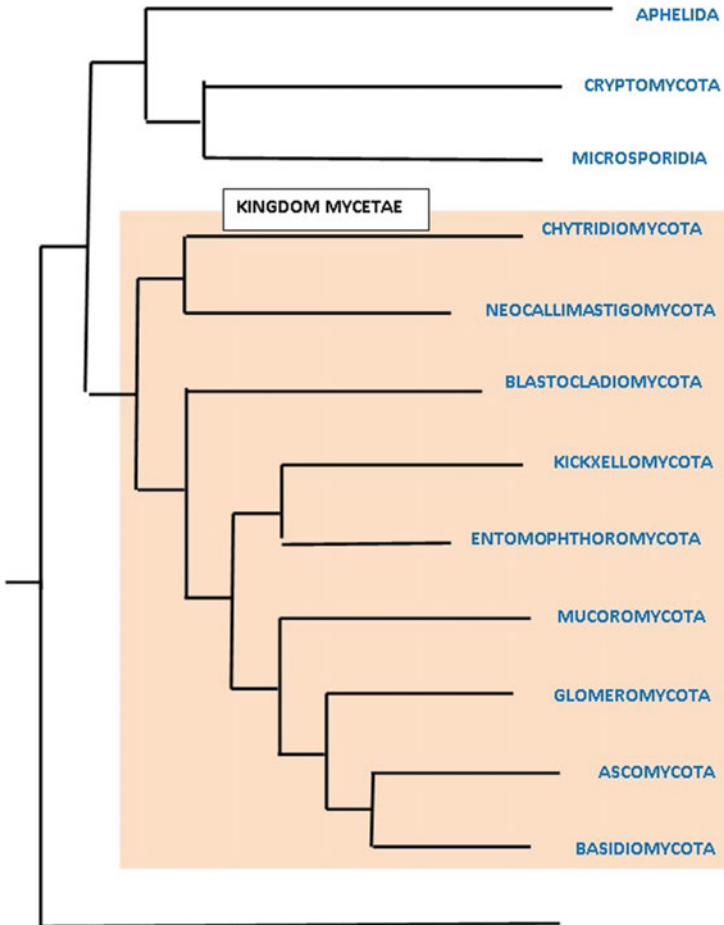 APHELIDA
CRYPTOMYCOTA
MICROSPORIDIA
KINGDOM MYCETAE
CHYTRIDIOMYCOTA
NEOCALLIMASTIGOMYCOTA
BLASTOCLADIOMYCOTA
KICKXELLOMYCOTA
ENTOMOPHTHOROMYCOTA
MUCOROMYCOTA
GLOMEROMYCOTA
ASCOMYCOTA
BASIDIOMYCOTA